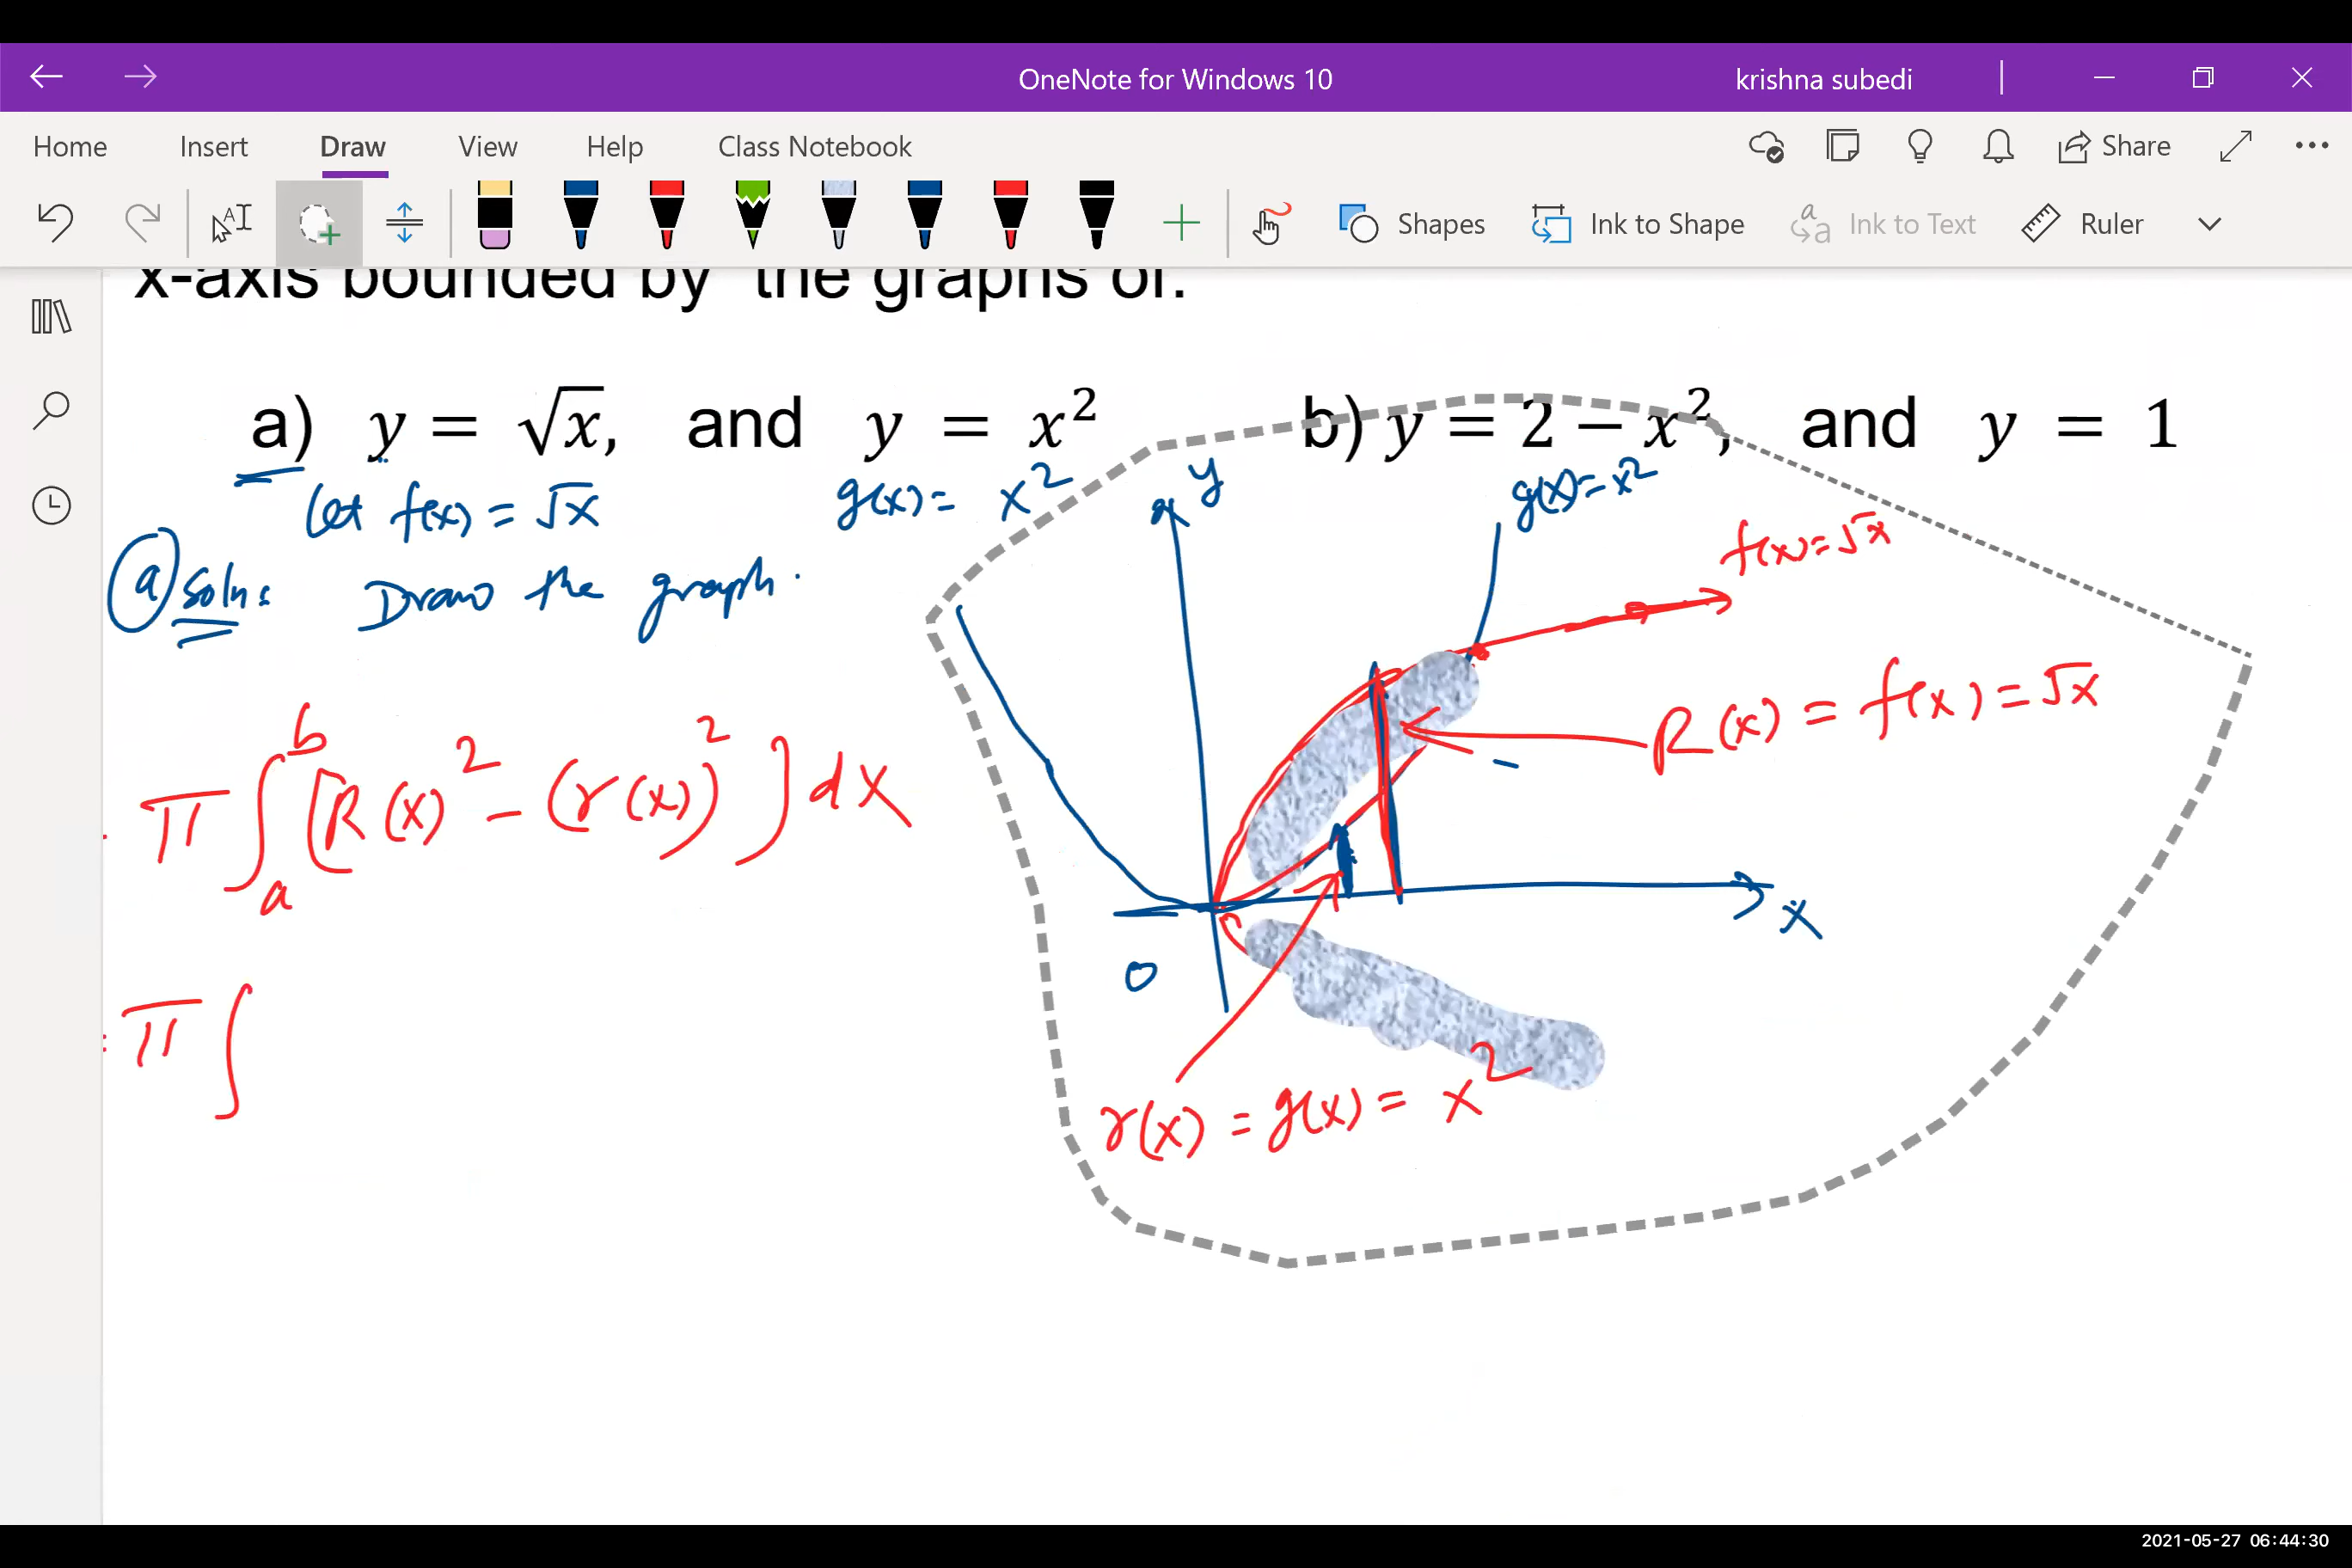 OneNote for Windows 10
krishna subedi
Home Insert Draw View Help Class Notebook Share
Shapes Ink to Shape Ink to Text Ruler
x-axis bounded by the graphs of:
a) y = √x, and y = x² b) y = 2 − x², and y = 1
let f(x) = √x g(x) = x²
y
g(x) = x²
f(x) = √x
(a) Soln: Draw the graph.
R(x) = f(x) = √x
π ∫_a^b [R(x)² − (r(x))²] dx
x
0
= π ∫
r(x) = g(x) = x²
2021-05-27 06:44:30